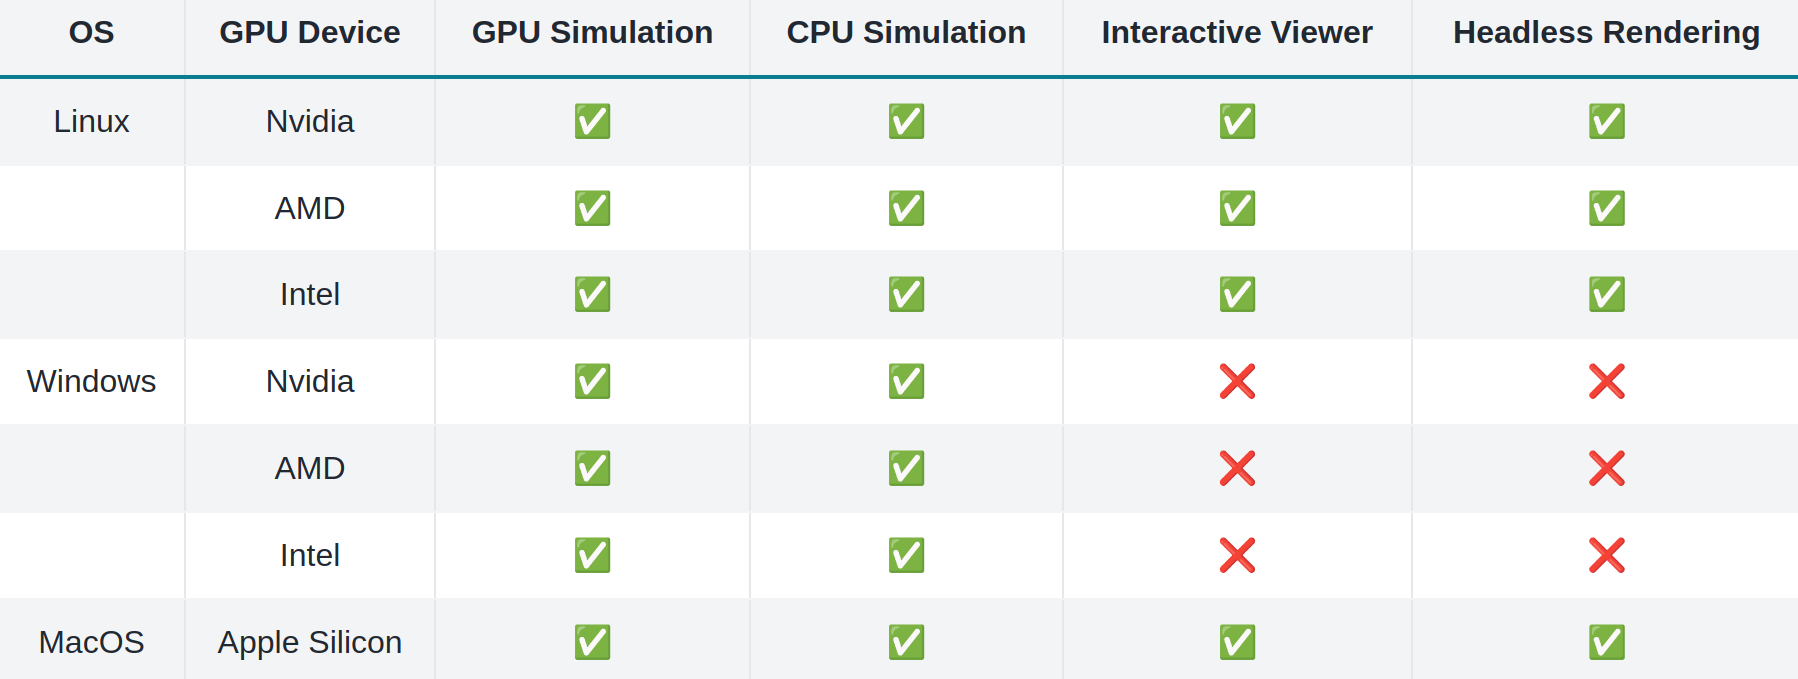 OS GPU Device GPU Simulation CPU Simulation Interactive Viewer Headless Rendering
Linux Nvidia ✅ ✅ ✅ ✅
AMD ✅ ✅ ✅ ✅
Intel ✅ ✅ ✅ ✅
Windows Nvidia ✅ ✅ ❌ ❌
AMD ✅ ✅ ❌ ❌
Intel ✅ ✅ ❌ ❌
MacOS Apple Silicon ✅ ✅ ✅ ✅